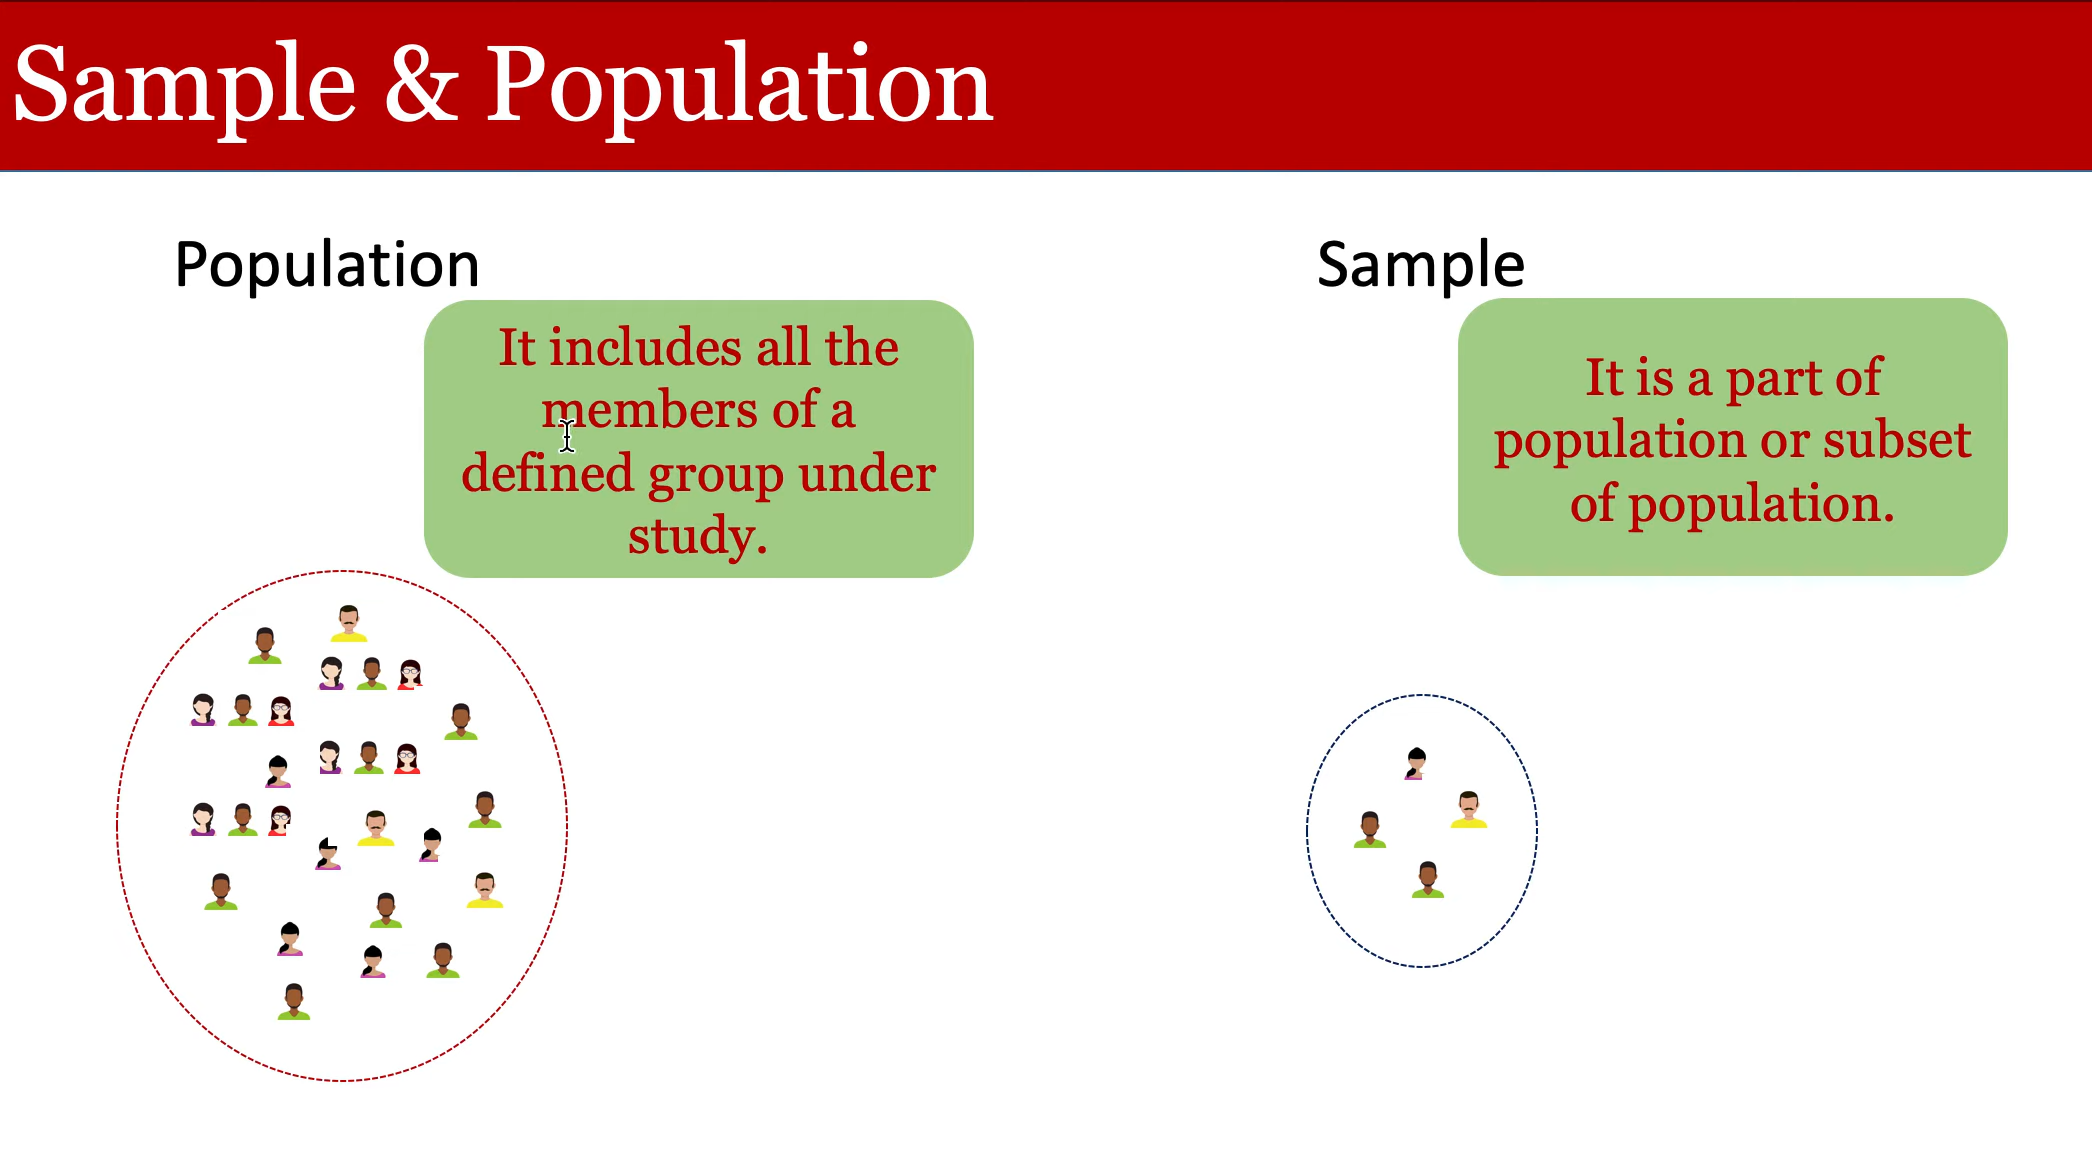 Sample & Population
Population
It includes all the
members of a
defined group under
study.
Sample
It is a part of
population or subset
of population.